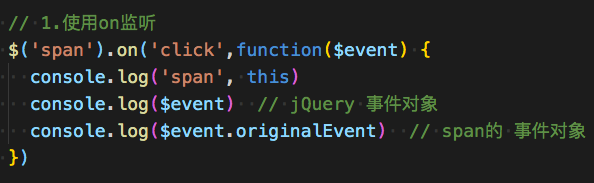 // 1.使用on监听
$('span').on('click',function($event) {
  console.log('span', this)
  console.log($event)  // jQuery 事件对象
  console.log($event.originalEvent)  // span的 事件对象
})